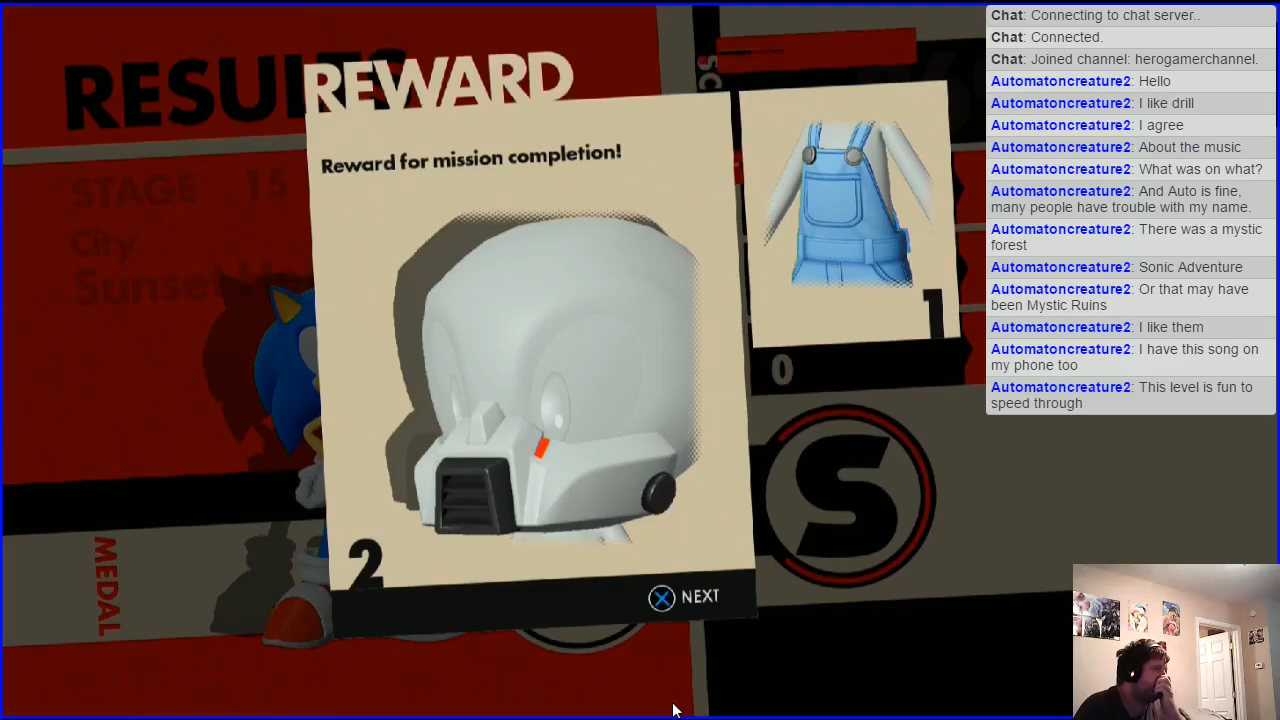 RESU
REWARD
SC
Reward for mission completion!
STAGE 15
City
Sunset H
1
0
S
2
MEDAL
NEXT
Chat: Connecting to chat server..
Chat: Connected.
Chat: Joined channel: herogamerchannel.
Automatoncreature2: Hello
Automatoncreature2: I like drill
Automatoncreature2: I agree
Automatoncreature2: About the music
Automatoncreature2: What was on what?
Automatoncreature2: And Auto is fine,
many people have trouble with my name.
Automatoncreature2: There was a mystic
forest
Automatoncreature2: Sonic Adventure
Automatoncreature2: Or that may have
been Mystic Ruins
Automatoncreature2: I like them
Automatoncreature2: I have this song on
my phone too
Automatoncreature2: This level is fun to
speed through